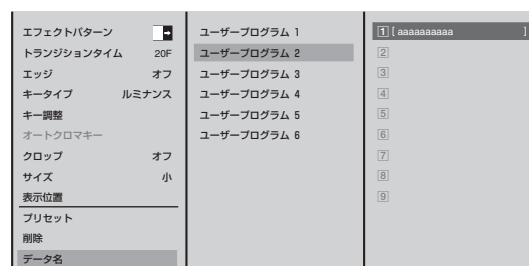 エフェクトパターン
トランジションタイム 20F
エッジ オフ
キータイプ ルミナンス
キー調整
オートクロマキー
クロップ オフ
サイズ 小
表示位置
プリセット
削除
データ名
ユーザープログラム 1
ユーザープログラム 2
ユーザープログラム 3
ユーザープログラム 4
ユーザープログラム 5
ユーザープログラム 6
1 [ aaaaaaaaaa ]
2
3
4
5
6
7
8
9